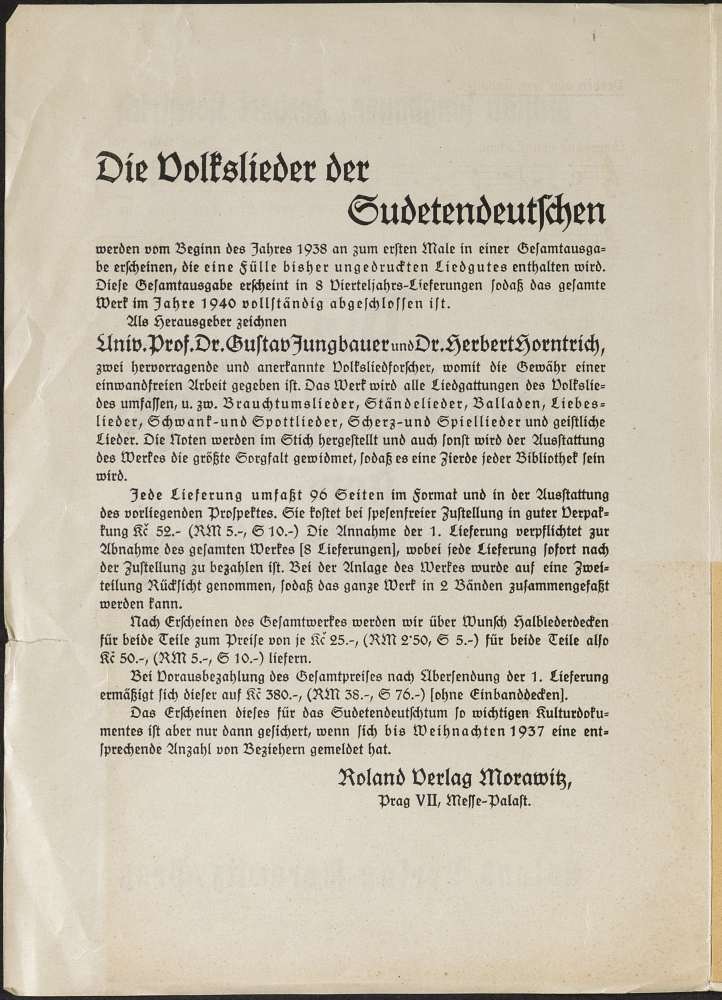 Die Volkslieder der
Sudetendeutschen
werden vom Beginn des Jahres 1938 an zum ersten Male in einer Gesamtausga-
be erscheinen, die eine Fülle bisher ungedruckten Liedgutes enthalten wird.
Diese Gesamtausgabe erscheint in 8 Vierteljahrs-Lieferungen sodaß das gesamte
Werk im Jahre 1940 vollständig abgeschlossen ist.
Als Herausgeber zeichnen
Univ. Prof. Dr. Gustav Jungbauer und Dr. Herbert Horntrich,
zwei hervorragende und anerkannte Volksliedforscher, womit die Gewähr einer
einwandfreien Arbeit gegeben ist. Das Werk wird alle Liedgattungen des Volkslie-
des umfassen, u. zw. Brauchtumslieder, Ständelieder, Balladen, Liebes-
lieder, Schwank- und Spottlieder, Scherz- und Spiellieder und geistliche
Lieder. Die Noten werden im Stich hergestellt und auch sonst wird der Ausstattung
des Werkes die größte Sorgfalt gewidmet, sodaß es eine Zierde jeder Bibliothek sein
wird.
Jede Lieferung umfaßt 96 Seiten im Format und in der Ausstattung
des vorliegenden Prospektes. Sie kostet bei spesenfreier Zustellung in guter Verpak-
kung Kč 52.- (RM 5.-, S 10.-) Die Annahme der 1. Lieferung verpflichtet zur
Abnahme des gesamten Werkes [8 Lieferungen], wobei jede Lieferung sofort nach
der Zustellung zu bezahlen ist. Bei der Anlage des Werkes wurde auf eine Zwei-
teilung Rücksicht genommen, sodaß das ganze Werk in 2 Bänden zusammengefaßt
werden kann.
Nach Erscheinen des Gesamtwerkes werden wir über Wunsch Halblederdecken
für beide Teile zum Preise von je Kč 25.-, (RM 2·50, S 5.-) für beide Teile also
Kč 50.-, (RM 5.-, S 10.-) liefern.
Bei Vorausbezahlung des Gesamtpreises nach Übersendung der 1. Lieferung
ermäßigt sich dieser auf Kč 380.-, (RM 38.-, S 76.-) [ohne Einbanddecken].
Das Erscheinen dieses für das Sudetendeutschtum so wichtigen Kulturdoku-
mentes ist aber nur dann gesichert, wenn sich bis Weihnachten 1937 eine ent-
sprechende Anzahl von Beziehern gemeldet hat.
Roland Verlag Morawitz,
Prag VII, Messe-Palast.